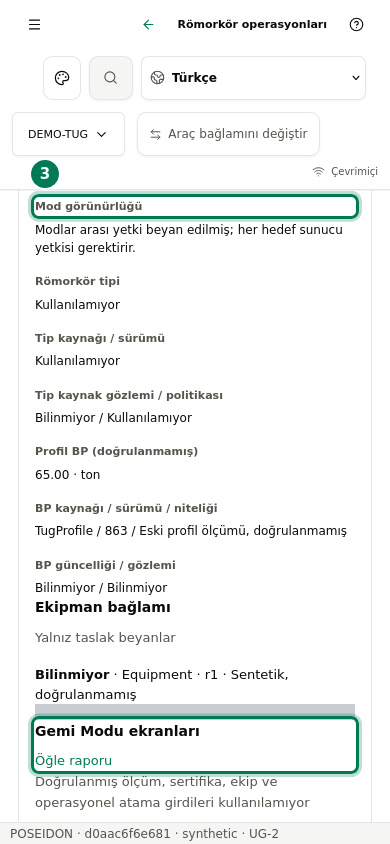 Römorkör operasyonları
Türkçe
DEMO-TUG
Araç bağlamını değiştir
3
Çevrimiçi
Mod görünürlüğü
Modlar arası yetki beyan edilmiş; her hedef sunucu
yetkisi gerektirir.
Römorkör tipi
Kullanılamıyor
Tip kaynağı / sürümü
Kullanılamıyor
Tip kaynak gözlemi / politikası
Bilinmiyor / Kullanılamıyor
Profil BP (doğrulanmamış)
65.00 · ton
BP kaynağı / sürümü / niteliği
TugProfile / 863 / Eski profil ölçümü, doğrulanmamış
BP güncelliği / gözlemi
Bilinmiyor / Bilinmiyor
Ekipman bağlamı
Yalnız taslak beyanlar
Bilinmiyor · Equipment · r1 · Sentetik,
doğrulanmamış
Gemi Modu ekranları
Öğle raporu
Doğrulanmış ölçüm, sertifika, ekip ve
operasyonel atama girdileri kullanılamıyor
POSEIDON · d0aac6f6e681 · synthetic · UG-2